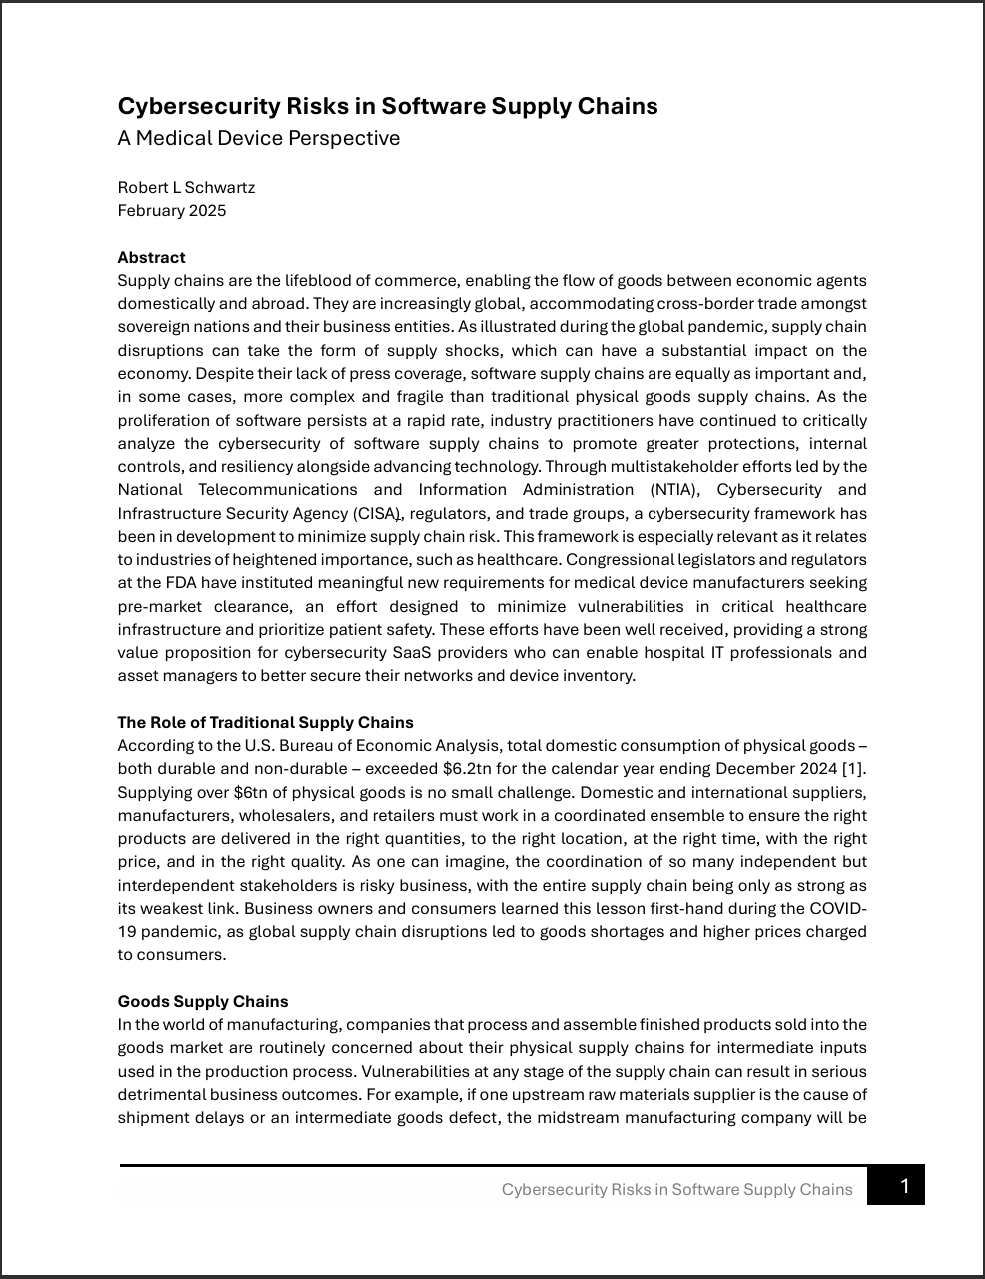 Cybersecurity Risks in Software Supply Chains
A Medical Device Perspective
Robert L Schwartz
February 2025
Abstract
Supply chains are the lifeblood of commerce, enabling the flow of goods between economic agents
domestically and abroad. They are increasingly global, accommodating cross-border trade amongst
sovereign nations and their business entities. As illustrated during the global pandemic, supply chain
disruptions can take the form of supply shocks, which can have a substantial impact on the
economy. Despite their lack of press coverage, software supply chains are equally as important and,
in some cases, more complex and fragile than traditional physical goods supply chains. As the
proliferation of software persists at a rapid rate, industry practitioners have continued to critically
analyze the cybersecurity of software supply chains to promote greater protections, internal
controls, and resiliency alongside advancing technology. Through multistakeholder efforts led by the
National Telecommunications and Information Administration (NTIA), Cybersecurity and
Infrastructure Security Agency (CISA), regulators, and trade groups, a cybersecurity framework has
been in development to minimize supply chain risk. This framework is especially relevant as it relates
to industries of heightened importance, such as healthcare. Congressional legislators and regulators
at the FDA have instituted meaningful new requirements for medical device manufacturers seeking
pre-market clearance, an effort designed to minimize vulnerabilities in critical healthcare
infrastructure and prioritize patient safety. These efforts have been well received, providing a strong
value proposition for cybersecurity SaaS providers who can enable hospital IT professionals and
asset managers to better secure their networks and device inventory.
The Role of Traditional Supply Chains
According to the U.S. Bureau of Economic Analysis, total domestic consumption of physical goods –
both durable and non-durable – exceeded $6.2tn for the calendar year ending December 2024 [1].
Supplying over $6tn of physical goods is no small challenge. Domestic and international suppliers,
manufacturers, wholesalers, and retailers must work in a coordinated ensemble to ensure the right
products are delivered in the right quantities, to the right location, at the right time, with the right
price, and in the right quality. As one can imagine, the coordination of so many independent but
interdependent stakeholders is risky business, with the entire supply chain being only as strong as
its weakest link. Business owners and consumers learned this lesson first-hand during the COVID-
19 pandemic, as global supply chain disruptions led to goods shortages and higher prices charged
to consumers.
Goods Supply Chains
In the world of manufacturing, companies that process and assemble finished products sold into the
goods market are routinely concerned about their physical supply chains for intermediate inputs
used in the production process. Vulnerabilities at any stage of the supply chain can result in serious
detrimental business outcomes. For example, if one upstream raw materials supplier is the cause of
shipment delays or an intermediate goods defect, the midstream manufacturing company will be
Cybersecurity Risks in Software Supply Chains
1